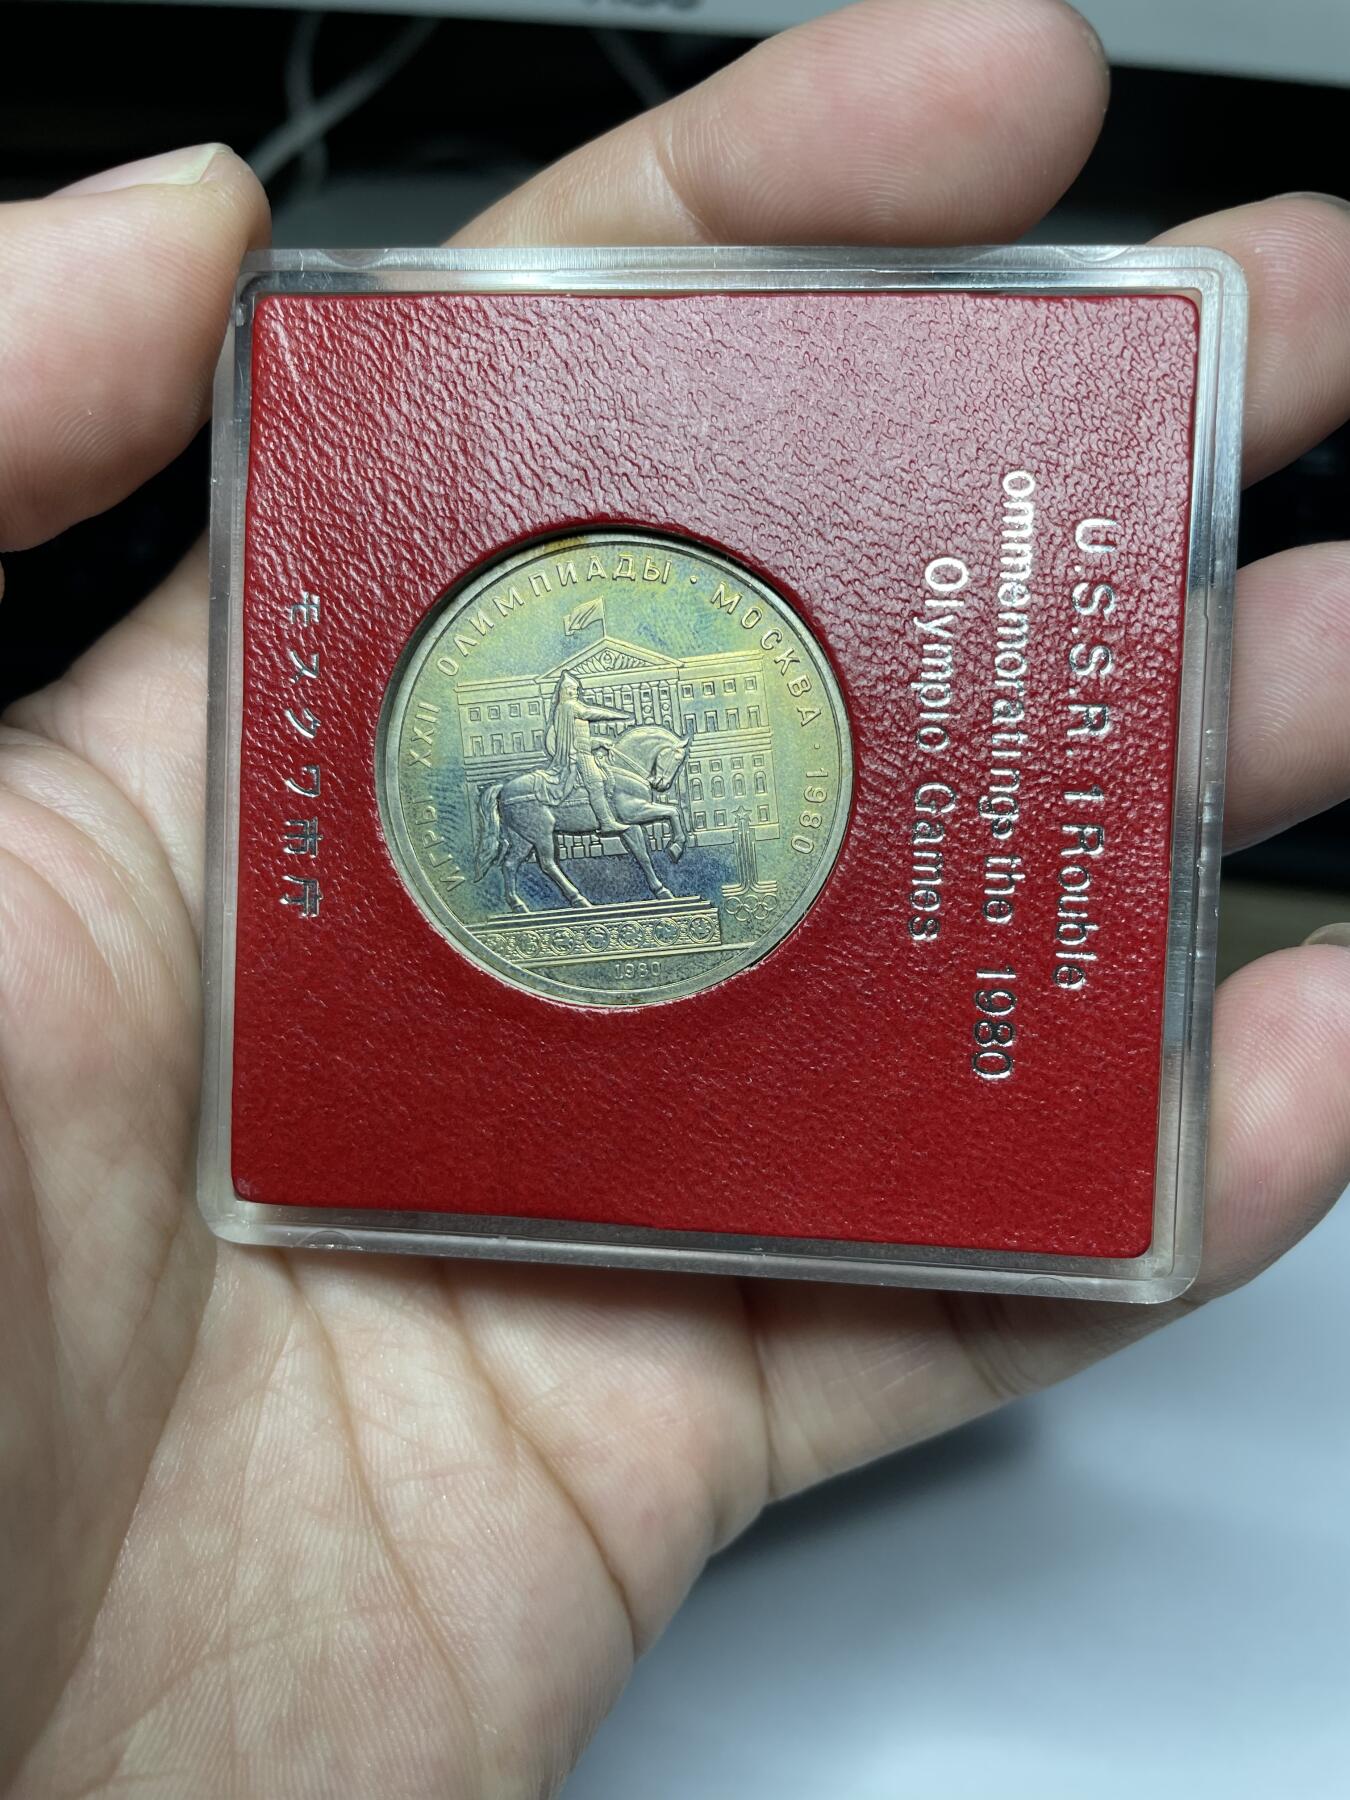 U.S.S.R. 1 Rouble
ommemorating the 1980
Olympic Games
ИГРЫ XXII ОЛИМПИАДЫ · МОСКВА · 1980
1980
モスクワ市庁